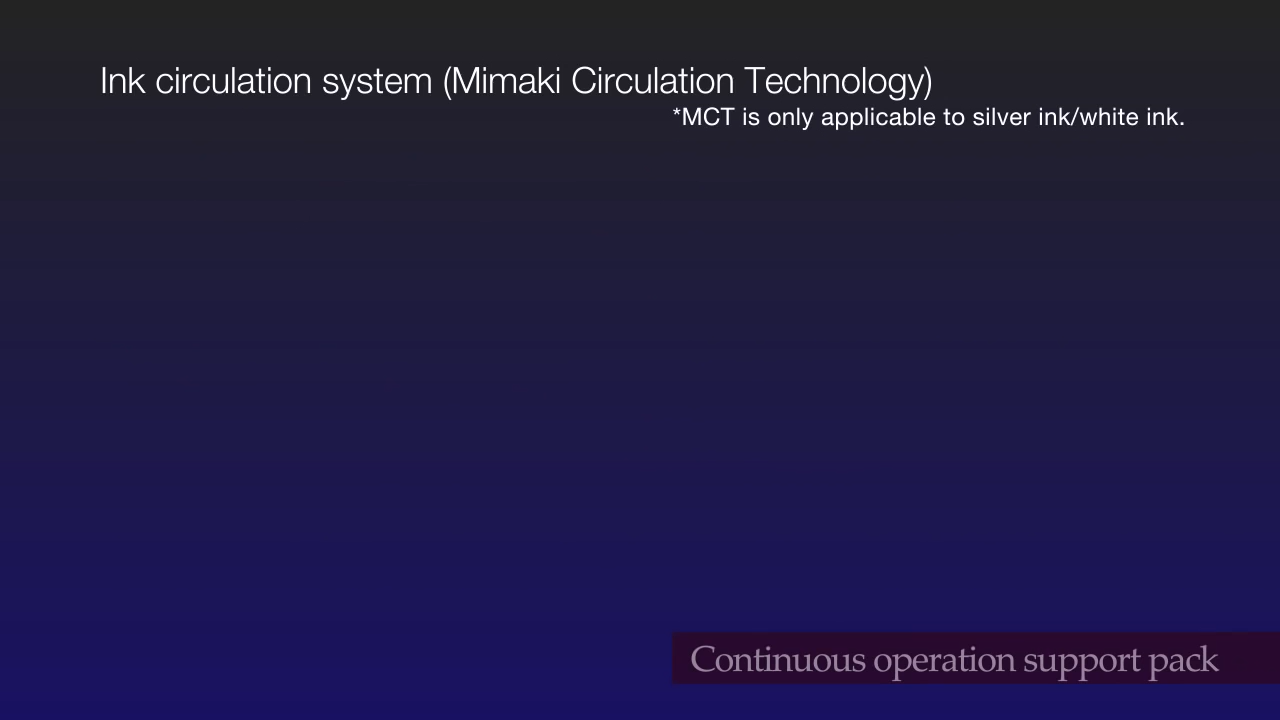 Ink circulation system (Mimaki Circulation Technology)
*MCT is only applicable to silver ink/white ink.
Continuous operation support pack